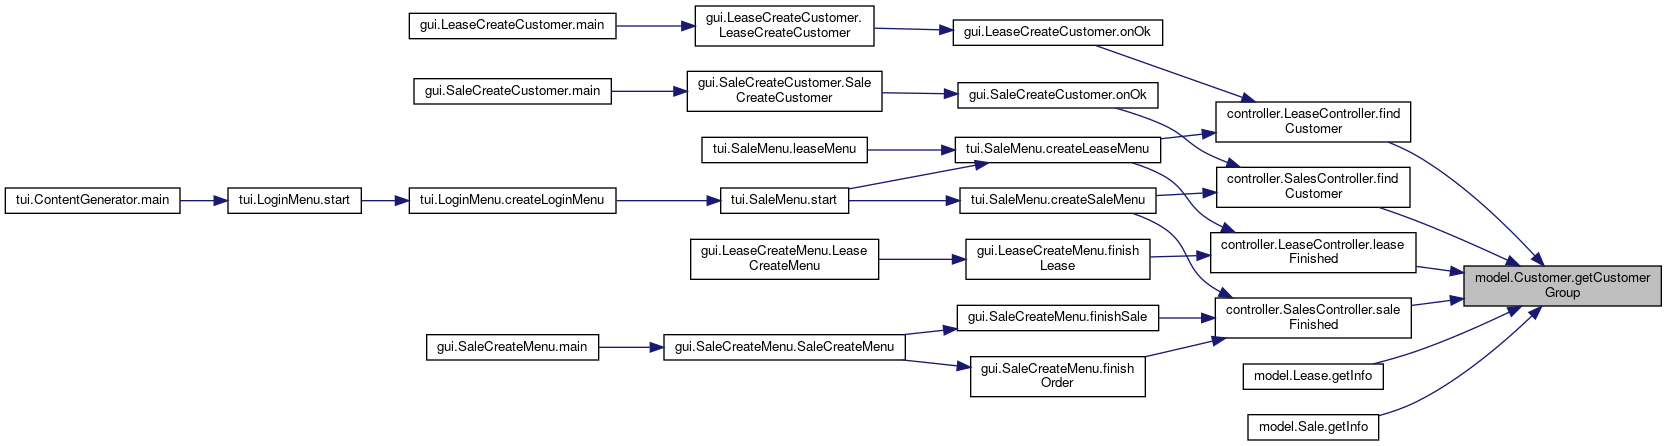 gui.LeaseCreateCustomer.main
gui.LeaseCreateCustomer.
LeaseCreateCustomer
gui.LeaseCreateCustomer.onOk
gui.SaleCreateCustomer.main
gui.SaleCreateCustomer.Sale
CreateCustomer
gui.SaleCreateCustomer.onOk
controller.LeaseController.find
Customer
tui.SaleMenu.leaseMenu
tui.SaleMenu.createLeaseMenu
controller.SalesController.find
Customer
tui.ContentGenerator.main
tui.LoginMenu.start
tui.LoginMenu.createLoginMenu
tui.SaleMenu.start
tui.SaleMenu.createSaleMenu
gui.LeaseCreateMenu.Lease
CreateMenu
gui.LeaseCreateMenu.finish
Lease
controller.LeaseController.lease
Finished
model.Customer.getCustomer
Group
gui.SaleCreateMenu.finishSale
controller.SalesController.sale
Finished
gui.SaleCreateMenu.main
gui.SaleCreateMenu.SaleCreateMenu
gui.SaleCreateMenu.finish
Order
model.Lease.getInfo
model.Sale.getInfo